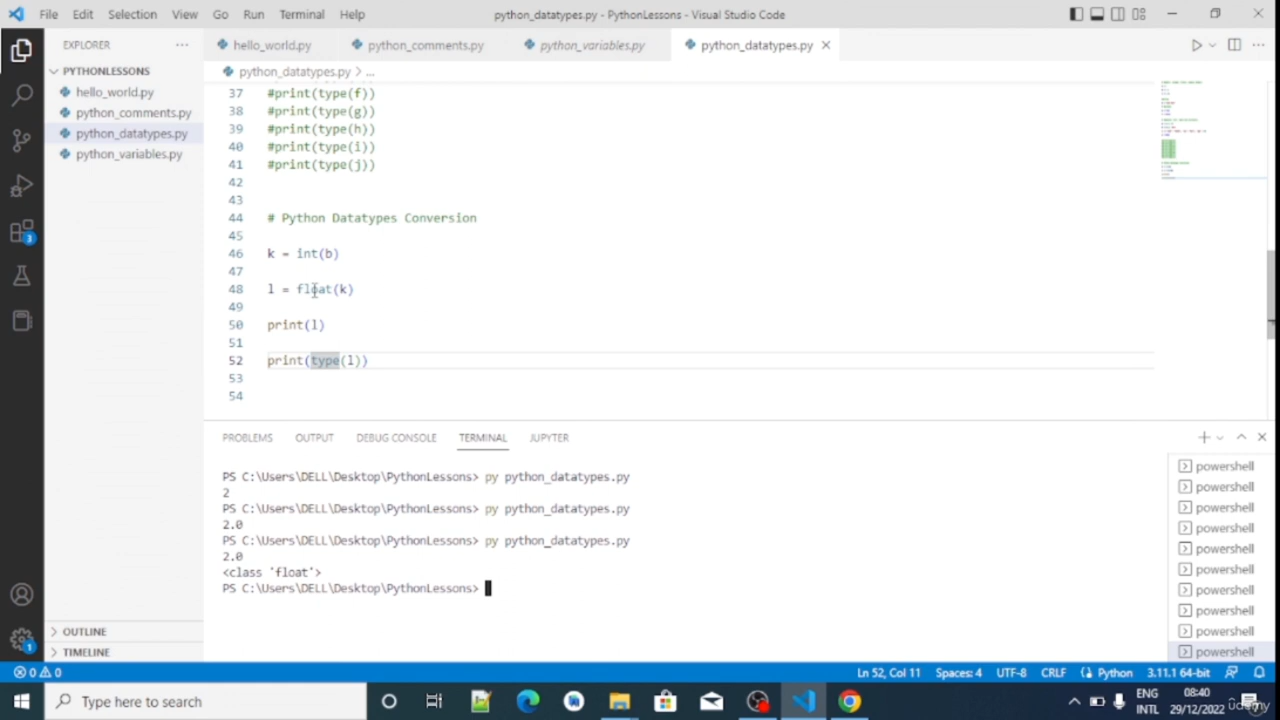 File Edit Selection View Go Run Terminal Help
python_datatypes.py - PythonLessons - Visual Studio Code
EXPLORER
hello_world.py
python_comments.py
python_variables.py
python_datatypes.py
PYTHONLESSONS
hello_world.py
python_comments.py
python_datatypes.py
python_variables.py
python_datatypes.py > ...
37 #print(type(f))
38 #print(type(g))
39 #print(type(h))
40 #print(type(i))
41 #print(type(j))
42
43
44 # Python Datatypes Conversion
45
46 k = int(b)
47
48 l = float(k)
49
50 print(l)
51
52 print(type(l))
53
54
PROBLEMS OUTPUT DEBUG CONSOLE TERMINAL JUPYTER
PS C:\Users\DELL\Desktop\PythonLessons> py python_datatypes.py
2
PS C:\Users\DELL\Desktop\PythonLessons> py python_datatypes.py
2.0
PS C:\Users\DELL\Desktop\PythonLessons> py python_datatypes.py
2.0
<class 'float'>
PS C:\Users\DELL\Desktop\PythonLessons>
powershell
powershell
powershell
powershell
powershell
powershell
powershell
powershell
powershell
powershell
3
OUTLINE
TIMELINE
1
0 0
Ln 52, Col 11 Spaces: 4 UTF-8 CRLF Python 3.11.1 64-bit
Type here to search
ENG
INTL
08:40
29/12/2022
udemy